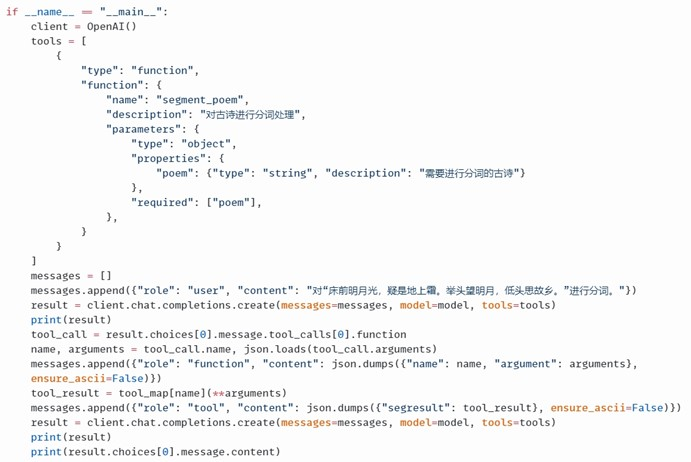 if __name__ == "__main__":
    client = OpenAI()
    tools = [
        {
            "type": "function",
            "function": {
                "name": "segment_poem",
                "description": "对古诗进行分词处理",
                "parameters": {
                    "type": "object",
                    "properties": {
                        "poem": {"type": "string", "description": "需要进行分词的古诗"}
                    },
                    "required": ["poem"],
                },
            }
        }
    ]
    messages = []
    messages.append({"role": "user", "content": "对“床前明月光，疑是地上霜。举头望明月，低头思故乡。”进行分词。"})
    result = client.chat.completions.create(messages=messages, model=model, tools=tools)
    print(result)
    tool_call = result.choices[0].message.tool_calls[0].function
    name, arguments = tool_call.name, json.loads(tool_call.arguments)
    messages.append({"role": "function", "content": json.dumps({"name": name, "argument": arguments},
    ensure_ascii=False)})
    tool_result = tool_map[name](**arguments)
    messages.append({"role": "tool", "content": json.dumps({"segresult": tool_result}, ensure_ascii=False)})
    result = client.chat.completions.create(messages=messages, model=model, tools=tools)
    print(result)
    print(result.choices[0].message.content)